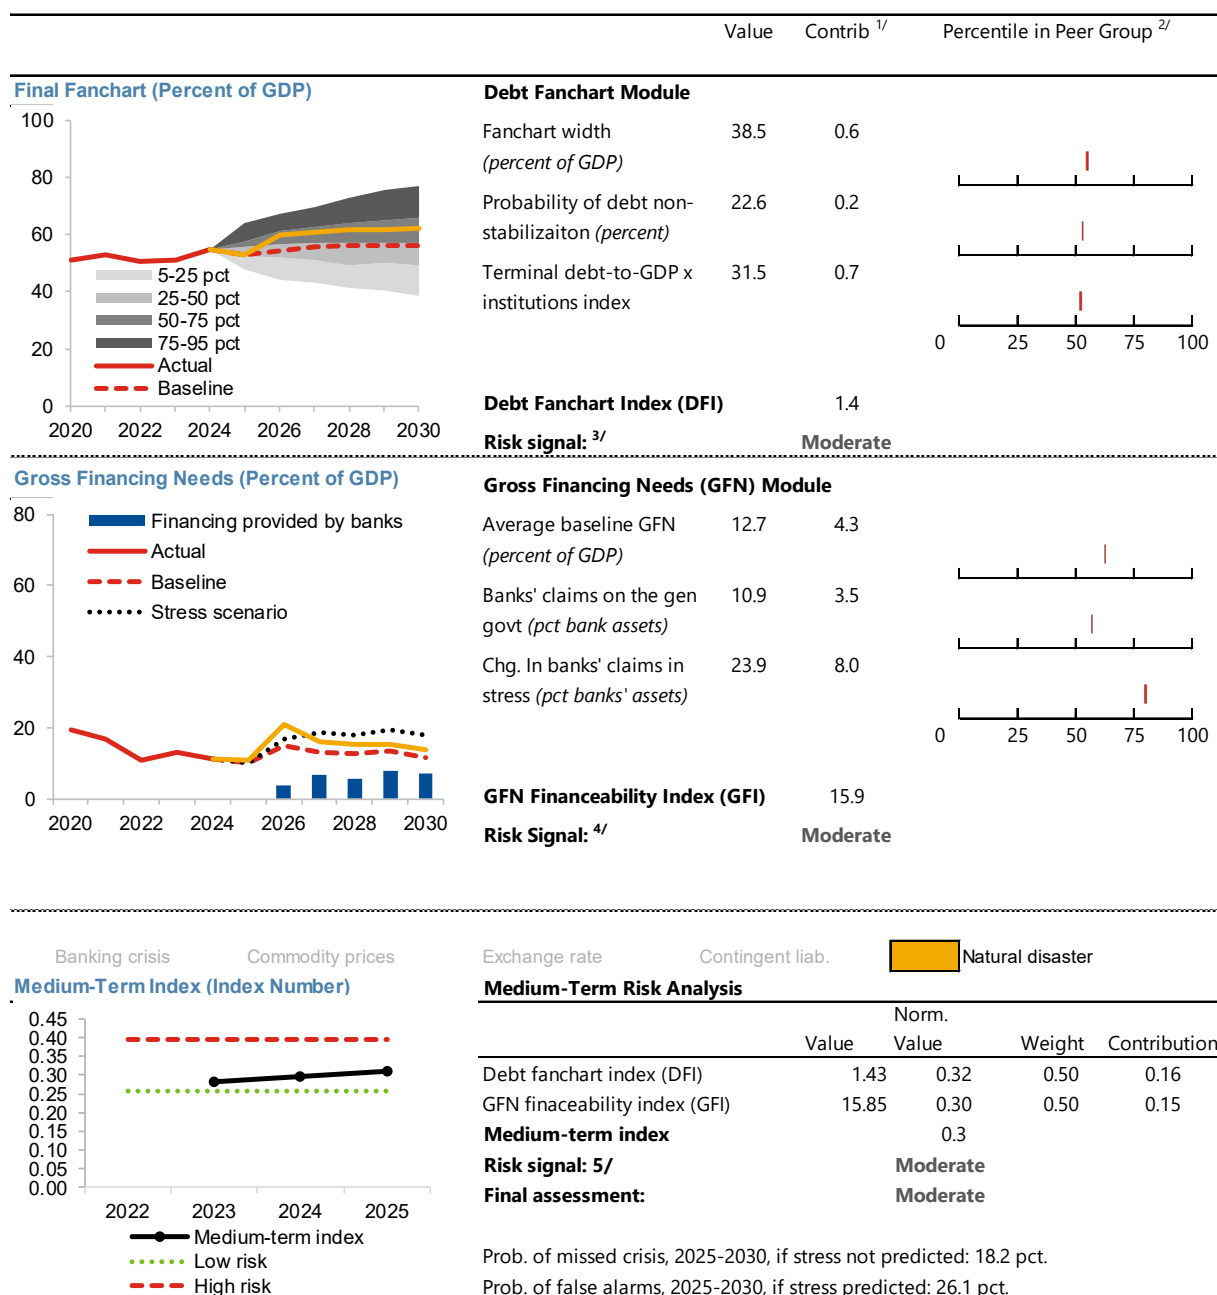 Value Contrib 1/ Percentile in Peer Group 2/
Final Fanchart (Percent of GDP)
100
80
60
40
20
0
5-25 pct
25-50 pct
50-75 pct
75-95 pct
Actual
Baseline
2020 2022 2024 2026 2028 2030
Debt Fanchart Module
Fanchart width 38.5 0.6
(percent of GDP)
Probability of debt non- 22.6 0.2
stabilizaiton (percent)
Terminal debt-to-GDP x 31.5 0.7
institutions index
0 25 50 75 100
Debt Fanchart Index (DFI) 1.4
Risk signal: 3/ Moderate
Gross Financing Needs (Percent of GDP)
80
60
40
20
0
Financing provided by banks
Actual
Baseline
Stress scenario
2020 2022 2024 2026 2028 2030
Gross Financing Needs (GFN) Module
Average baseline GFN 12.7 4.3
(percent of GDP)
Banks' claims on the gen 10.9 3.5
govt (pct bank assets)
Chg. In banks' claims in 23.9 8.0
stress (pct banks' assets)
0 25 50 75 100
GFN Financeability Index (GFI) 15.9
Risk Signal: 4/ Moderate
Banking crisis Commodity prices Exchange rate Contingent liab. Natural disaster
Medium-Term Index (Index Number)
0.45
0.40
0.35
0.30
0.25
0.20
0.15
0.10
0.05
0.00
2022 2023 2024 2025
Medium-term index
Low risk
High risk
Medium-Term Risk Analysis
Norm.
Value Value Weight Contribution
Debt fanchart index (DFI) 1.43 0.32 0.50 0.16
GFN finaceability index (GFI) 15.85 0.30 0.50 0.15
Medium-term index 0.3
Risk signal: 5/ Moderate
Final assessment: Moderate
Prob. of missed crisis, 2025-2030, if stress not predicted: 18.2 pct.
Prob. of false alarms, 2025-2030, if stress predicted: 26.1 pct.